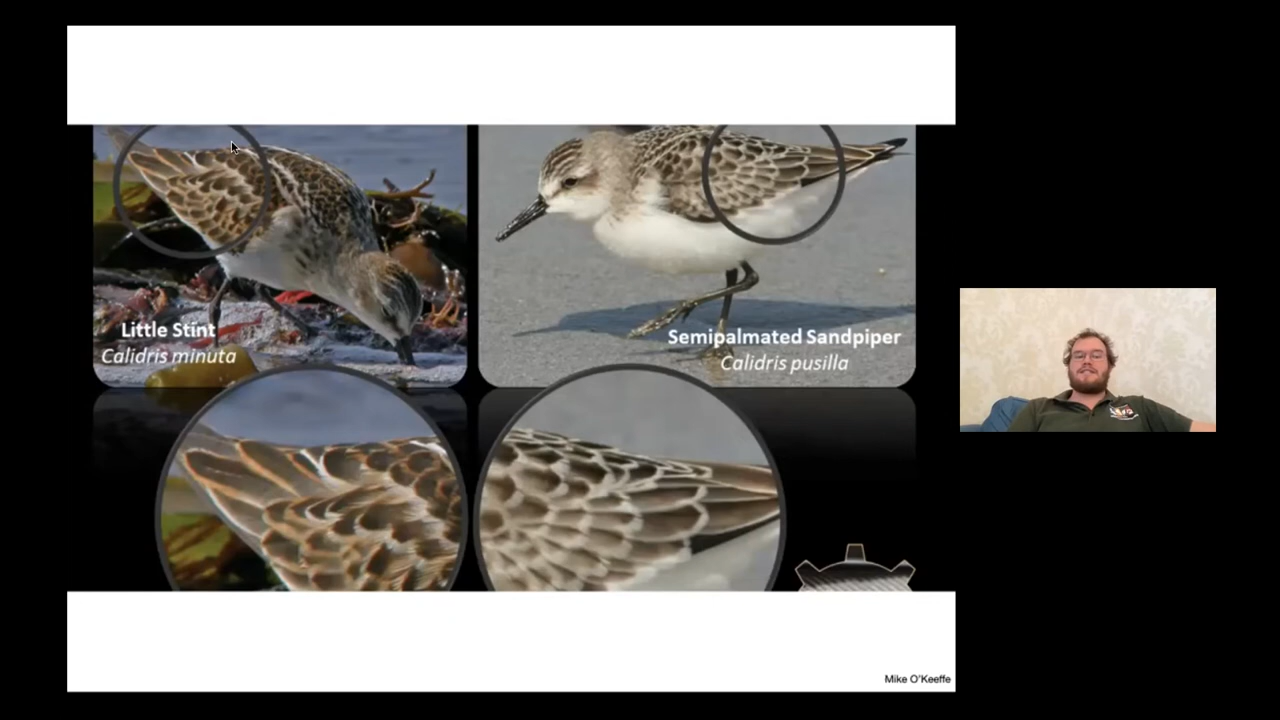 Little Stint
Calidris minuta
Semipalmated Sandpiper
Calidris pusilla
Mike O'Keeffe